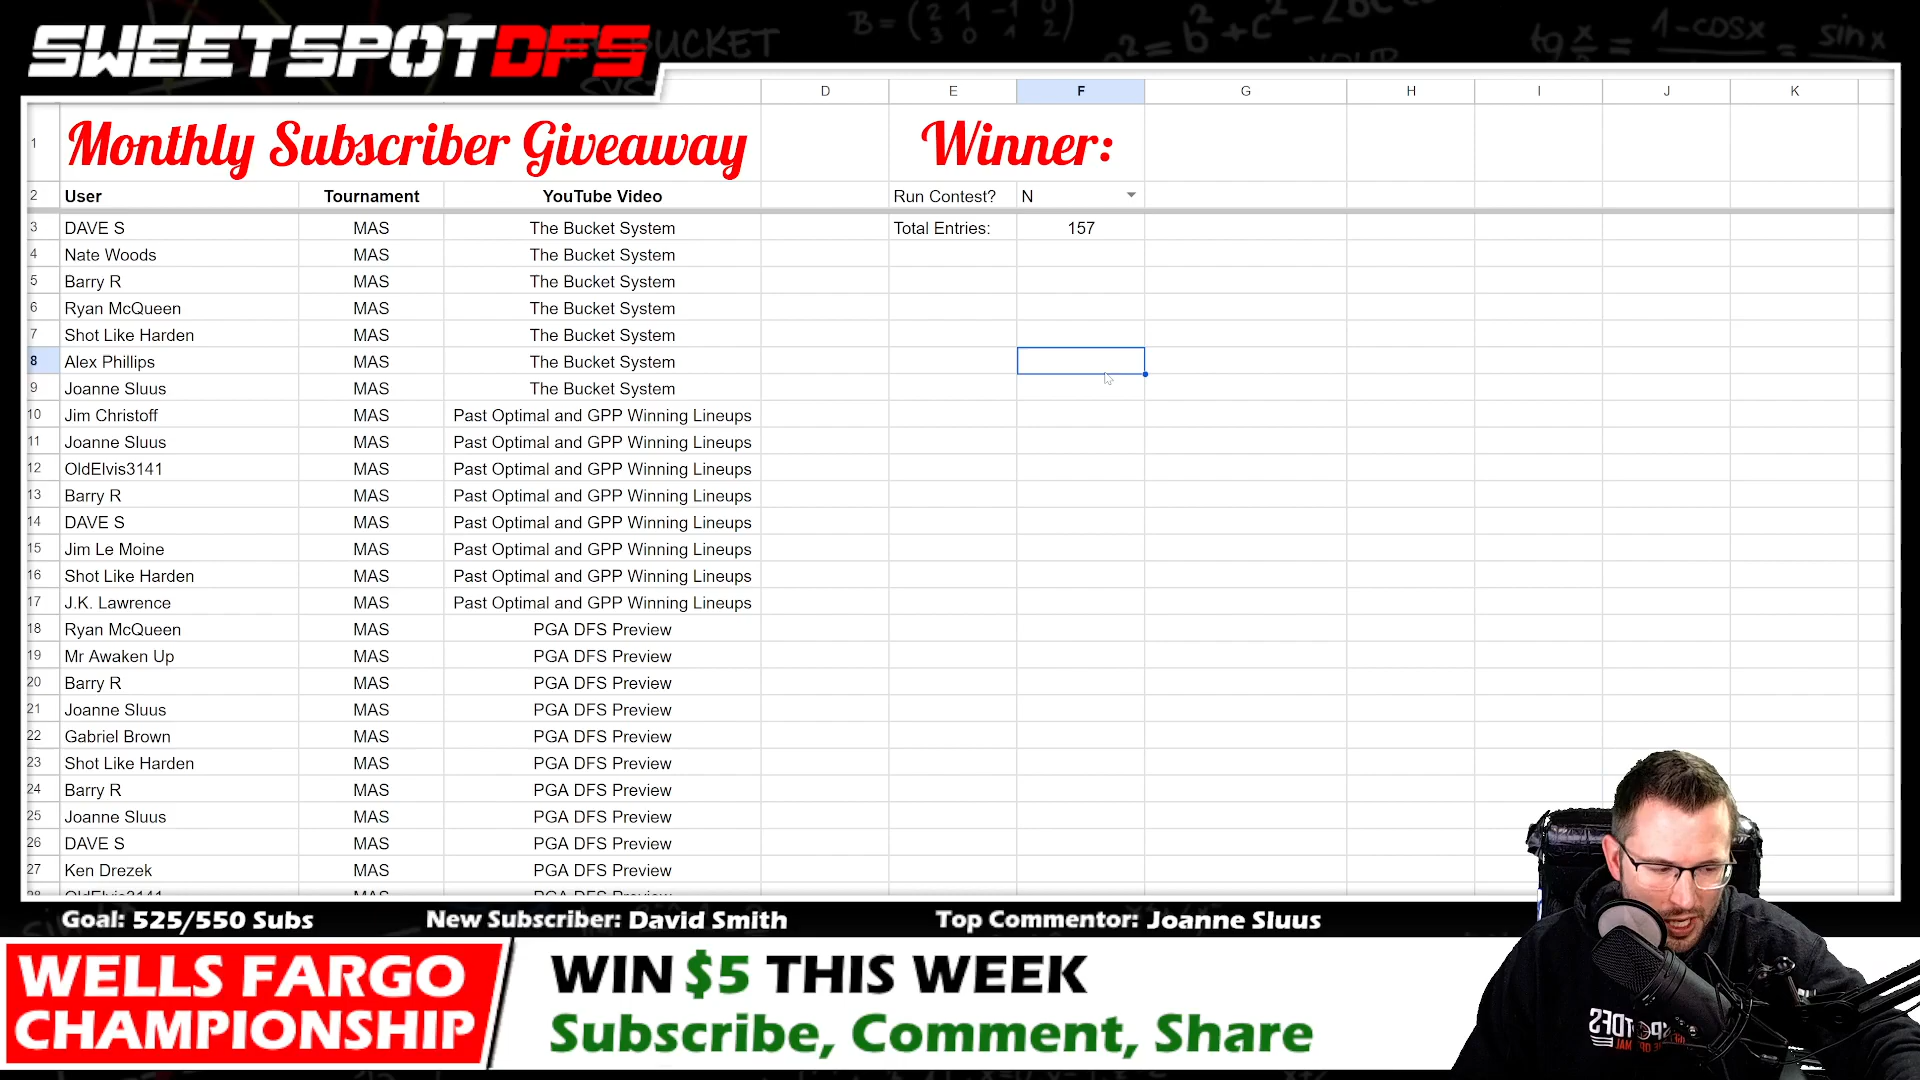 SWEETSPOTDFS
BUCKET
D E F G H I J K
1 Monthly Subscriber Giveaway Winner:
2 User Tournament YouTube Video Run Contest? N
3 DAVE S MAS The Bucket System Total Entries: 157
4 Nate Woods MAS The Bucket System
5 Barry R MAS The Bucket System
6 Ryan McQueen MAS The Bucket System
7 Shot Like Harden MAS The Bucket System
8 Alex Phillips MAS The Bucket System
9 Joanne Sluus MAS The Bucket System
10 Jim Christoff MAS Past Optimal and GPP Winning Lineups
11 Joanne Sluus MAS Past Optimal and GPP Winning Lineups
12 OldElvis3141 MAS Past Optimal and GPP Winning Lineups
13 Barry R MAS Past Optimal and GPP Winning Lineups
14 DAVE S MAS Past Optimal and GPP Winning Lineups
15 Jim Le Moine MAS Past Optimal and GPP Winning Lineups
16 Shot Like Harden MAS Past Optimal and GPP Winning Lineups
17 J.K. Lawrence MAS Past Optimal and GPP Winning Lineups
18 Ryan McQueen MAS PGA DFS Preview
19 Mr Awaken Up MAS PGA DFS Preview
20 Barry R MAS PGA DFS Preview
21 Joanne Sluus MAS PGA DFS Preview
22 Gabriel Brown MAS PGA DFS Preview
23 Shot Like Harden MAS PGA DFS Preview
24 Barry R MAS PGA DFS Preview
25 Joanne Sluus MAS PGA DFS Preview
26 DAVE S MAS PGA DFS Preview
27 Ken Drezek MAS PGA DFS Preview
28 OldElvis3141 MAS PGA DFS Preview
Goal: 525/550 Subs New Subscriber: David Smith Top Commentor: Joanne Sluus
WELLS FARGO
CHAMPIONSHIP
WIN $5 THIS WEEK
Subscribe, Comment, Share